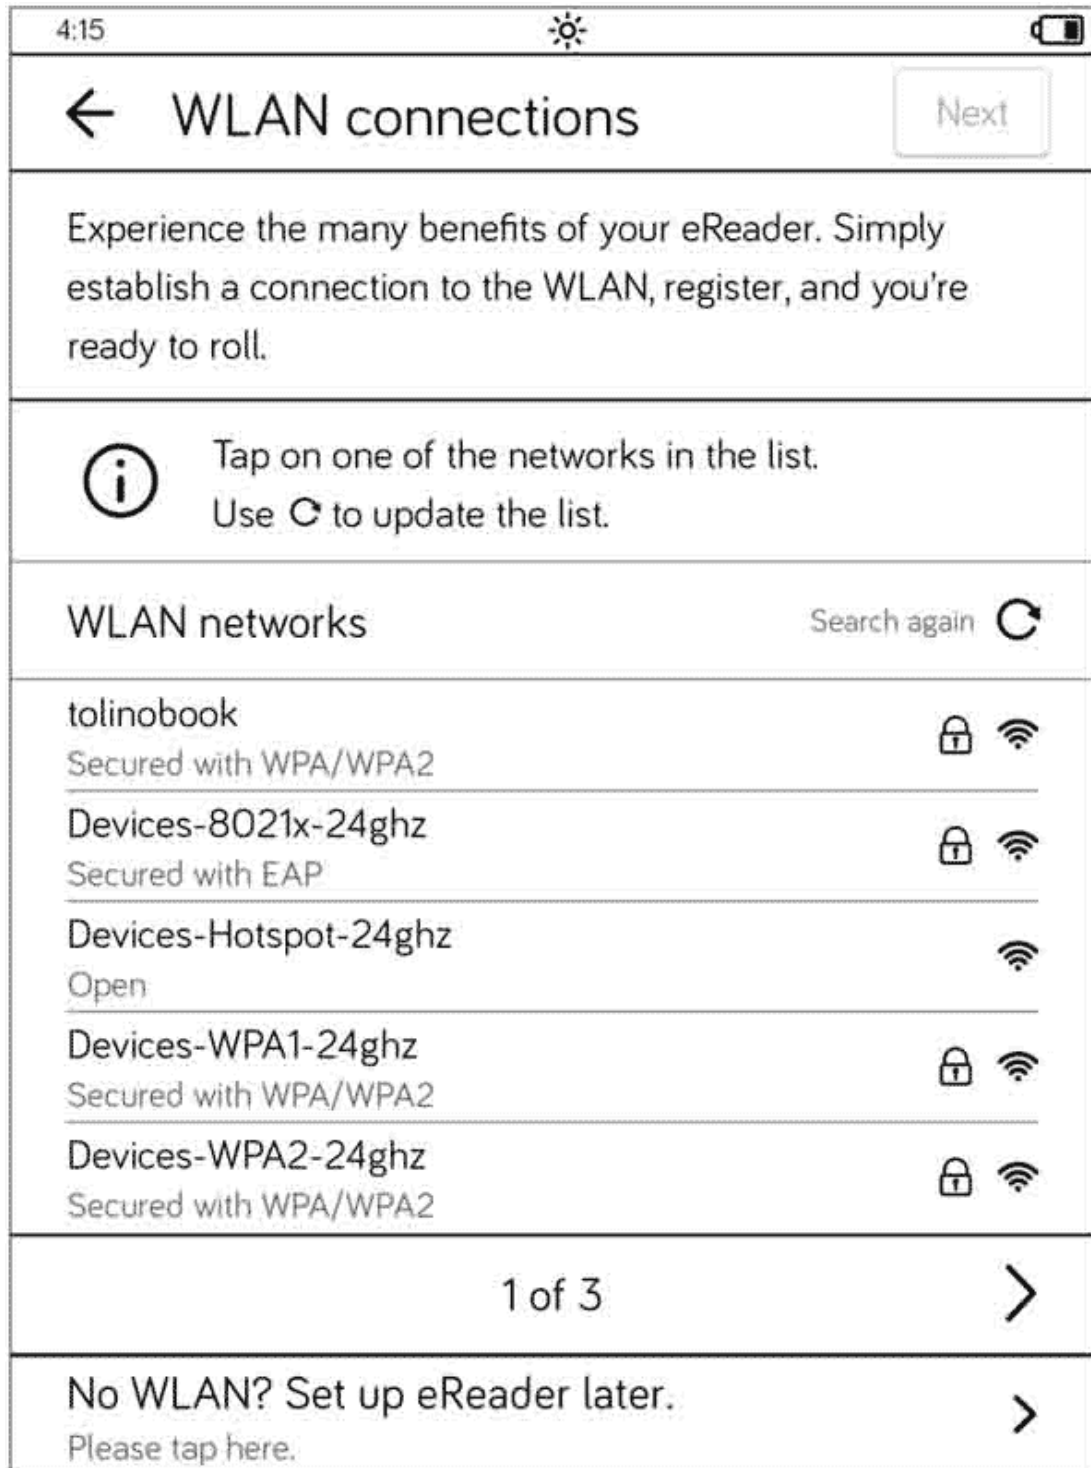 4:15
WLAN connections
Next
Experience the many benefits of your eReader. Simply
establish a connection to the WLAN, register, and you're
ready to roll.
Tap on one of the networks in the list.
Use to update the list.
WLAN networks
Search again
tolinobook
Secured with WPA/WPA2
Devices-8021x-24ghz
Secured with EAP
Devices-Hotspot-24ghz
Open
Devices-WPA1-24ghz
Secured with WPA/WPA2
Devices-WPA2-24ghz
Secured with WPA/WPA2
1 of 3
No WLAN? Set up eReader later.
Please tap here.